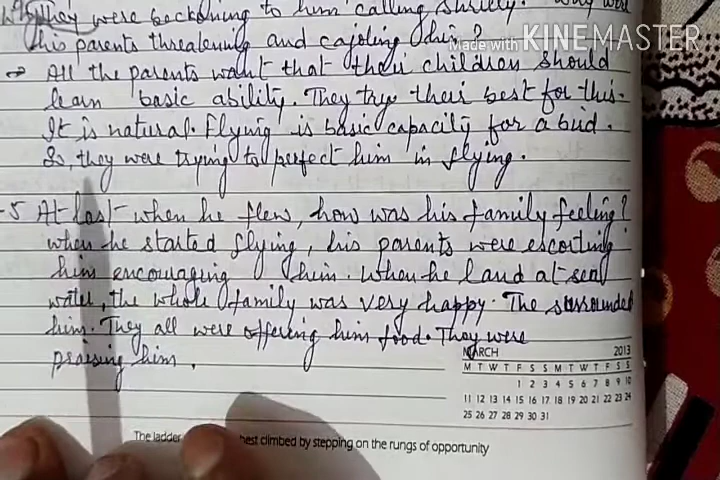 They were beckoning to him calling shrilly. Why were
his parents threatening and cajoling him?
Made with KINEMASTER
⇒ All the parents want that their children should
learn basic ability. They try their best for this.
It is natural. Flying is basic capacity for a bird.
So, they were trying to perfect him in flying.
-5 At last when he flew, how was his family feeling?
when he started flying, his parents were escorting
him encouraging him. When he land at sea
water, the whole family was very happy. The surrounded
him. They all were offering him food. They were
praising him.
MARCH 2013
M T W T F S S M T W T F S S
1 2 3 4 5 6 7 8 9 10
11 12 13 14 15 16 17 18 19 20 21 22 23 24
25 26 27 28 29 30 31
The ladder best climbed by stepping on the rungs of opportunity